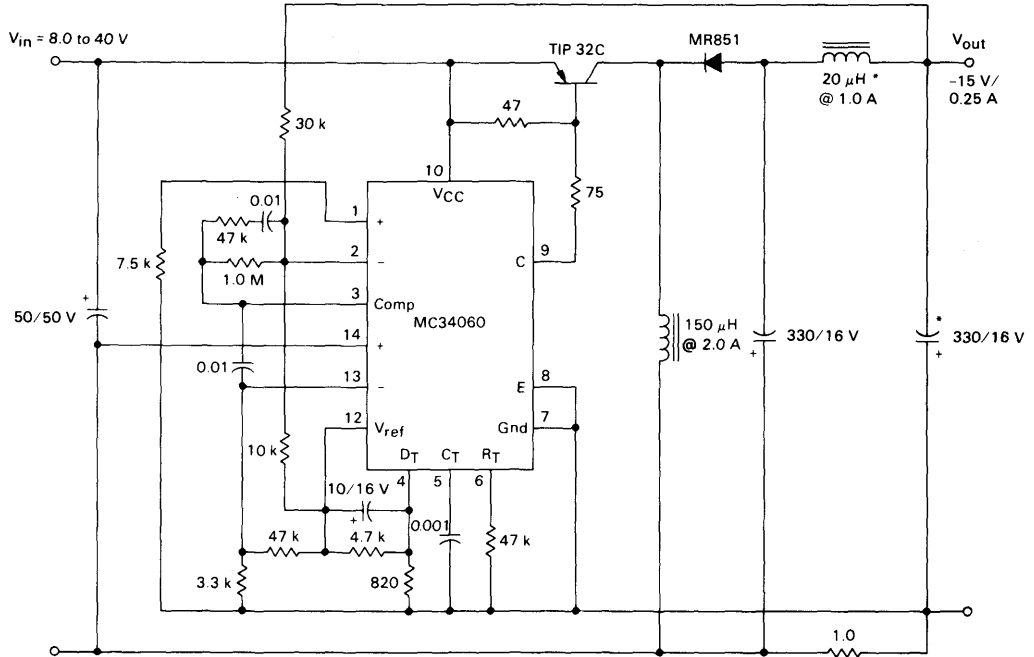 V_in = 8.0 to 40 V
TIP 32C
MR851
V_out
20 μH *
@ 1.0 A
−15 V/
0.25 A
30 k
47
75
10
VCC
0.01
47 k
1
+
2
−
1.0 M
3
Comp
7.5 k
9
C
MC34060
+
50/50 V
14
+
0.01
13
−
150 μH
@ 2.0 A
330/16 V
+
*
330/16 V
+
8
E
7
Gnd
12
V_ref
10 k
DT
CT
RT
4
5
6
10/16 V
+
0.001
47 k
4.7 k
47 k
3.3 k
820
1.0